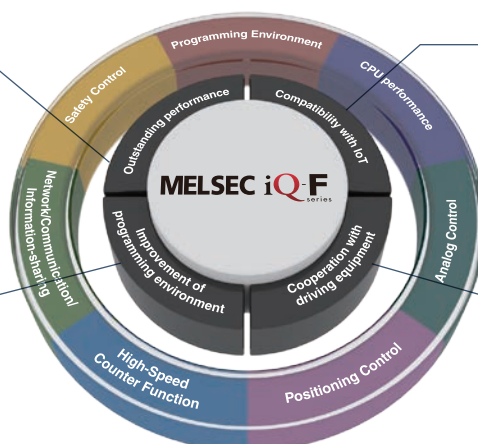 Programming Environment
Safety Control
CPU performance
Outstanding performance
Compatibility with IoT
MELSEC iQ-F
series
Network/Communication/
Information-sharing
Analog Control
Improvement of
programming environment
Cooperation with
driving equipment
High-Speed
Counter Function
Positioning Control